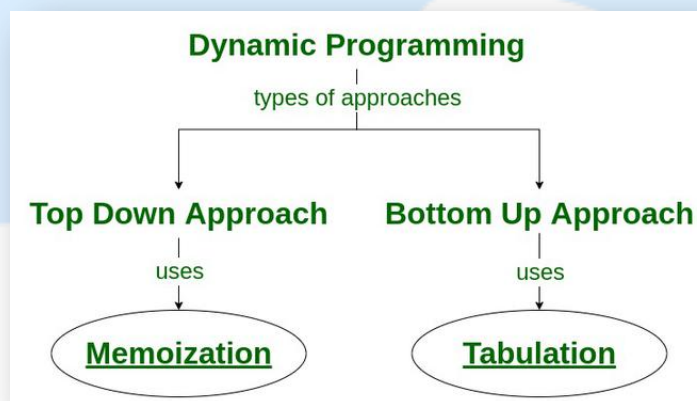 Dynamic Programming
types of approaches
Top Down Approach
Bottom Up Approach
uses
uses
Memoization
Tabulation